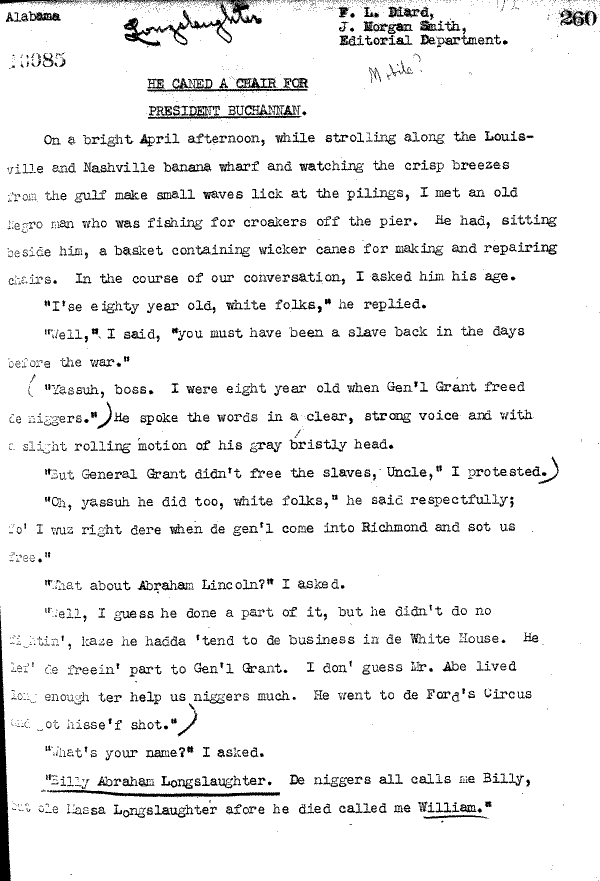 Alabama
Longslaughter
F. L. Diard,
J. Morgan Smith,
Editorial Department.
260
10085
Mobile?
HE CANED A CHAIR FOR
PRESIDENT BUCHANNAN.
On a bright April afternoon, while strolling along the Louis-
ville and Nashville banana wharf and watching the crisp breezes
from the gulf make small waves lick at the pilings, I met an old
Negro man who was fishing for croakers off the pier. He had, sitting
beside him, a basket containing wicker canes for making and repairing
chairs. In the course of our conversation, I asked him his age.
"I'se eighty year old, white folks," he replied.
"Well," I said, "you must have been a slave back in the days
before the war."
("Yassuh, boss. I were eight year old when Gen'l Grant freed
de niggers.") He spoke the words in a clear, strong voice and with
a slight rolling motion of his gray bristly head.
"But General Grant didn't free the slaves, Uncle," I protested.)
"Oh, yassuh he did too, white folks," he said respectfully;
fo' I wuz right dere when de gen'l come into Richmond and sot us
free."
"What about Abraham Lincoln?" I asked.
"Well, I guess he done a part of it, but he didn't do no
fightin', kaze he hadda 'tend to de business in de White House. He
lef' de freein' part to Gen'l Grant. I don' guess Mr. Abe lived
long enough ter help us niggers much. He went to de Ford's Circus
and got hisse'f shot.")
"What's your name?" I asked.
"Billy Abraham Longslaughter. De niggers all calls me Billy,
but ole Massa Longslaughter afore he died called me William."